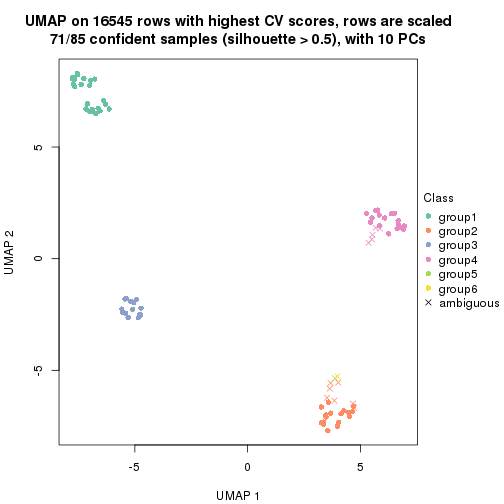 UMAP on 16545 rows with highest CV scores, rows are scaled
71/85 confident samples (silhouette > 0.5), with 10 PCs
5
0
-5
UMAP 2
-5
0
5
UMAP 1
Class
group1
group2
group3
group4
group5
group6
ambiguous